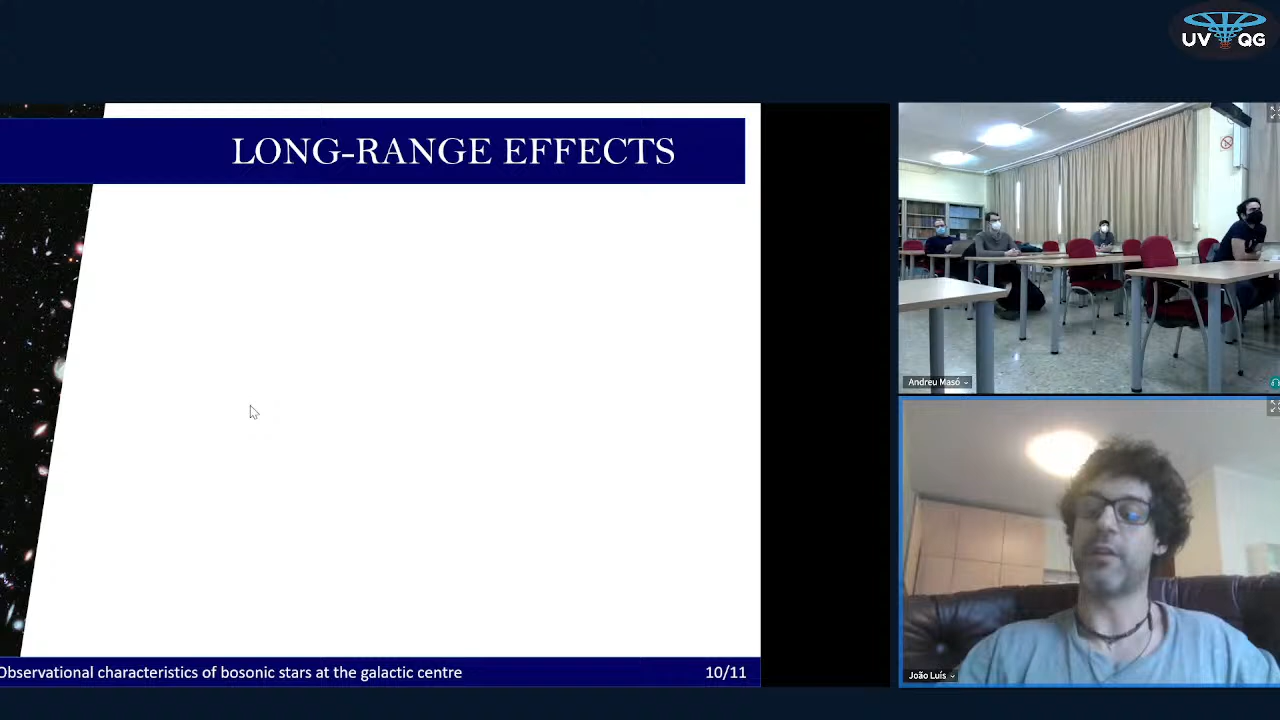 UV QG
LONG-RANGE EFFECTS
Andreu Masó
Observational characteristics of bosonic stars at the galactic centre
10/11
João Luís